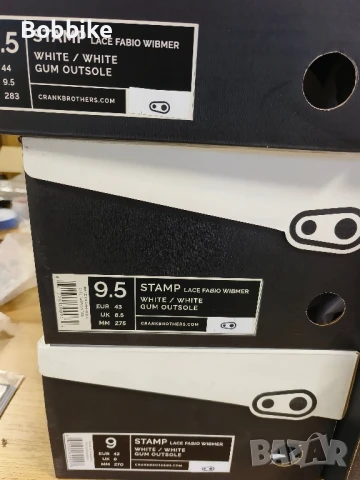 Bobbike
.5 STAMP LACE FABIO WIBMER
44 WHITE / WHITE
9.5 GUM OUTSOLE
283 CRANKBROTHERS.COM
9.5 STAMP LACE FABIO WIBMER
EUR 43 WHITE / WHITE
UK 8.5 GUM OUTSOLE
MM 275 CRANKBROTHERS.COM
9 STAMP LACE FABIO WIBMER
EUR 42 WHITE / WHITE
UK 8 GUM OUTSOLE
MM 270 CRANKBROTHERS.COM
BAZAR